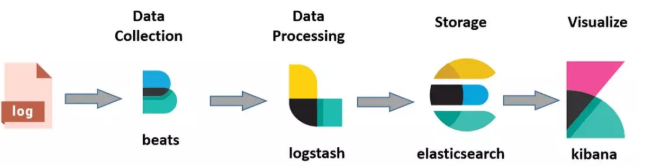 Data
Collection
Data
Processing
Storage
Visualize
log
beats
logstash
elasticsearch
kibana